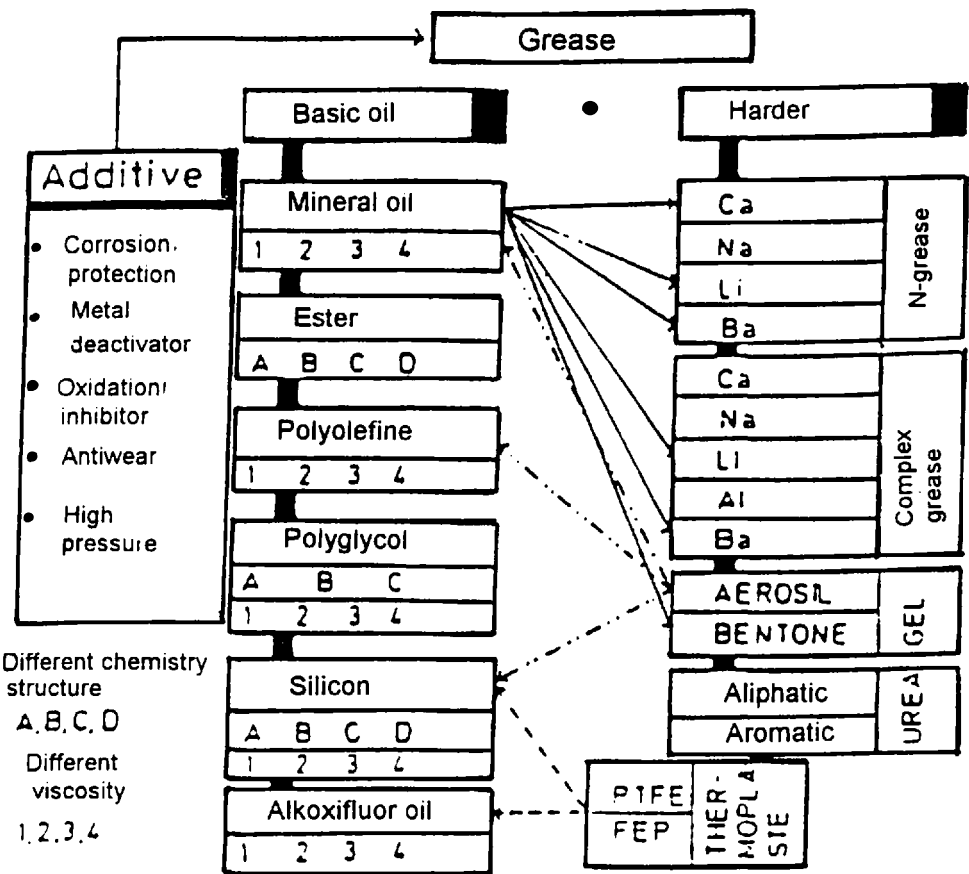 Grease
Basic oil
Harder
Additive
Corrosion
protection
Metal
deactivator
Oxidation
inhibitor
Antiwear
High
pressure
Different chemistry
structure
A, B, C, D
Different
viscosity
1, 2, 3, 4
Mineral oil
1 2 3 4
Ester
A B C D
Polyolefine
1 2 3 4
Polyglycol
A B C
1 2 3 4
Silicon
A B C D
1 2 3 4
Alkoxifluor oil
1 2 3 4
Ca
Na
Li
Ba
N-grease
Ca
Na
LI
Al
Ba
Complex
grease
AEROSIL
BENTONE
GEL
Aliphatic
Aromatic
UREA
PTFE
FEP
THER-
MOPLA
STE